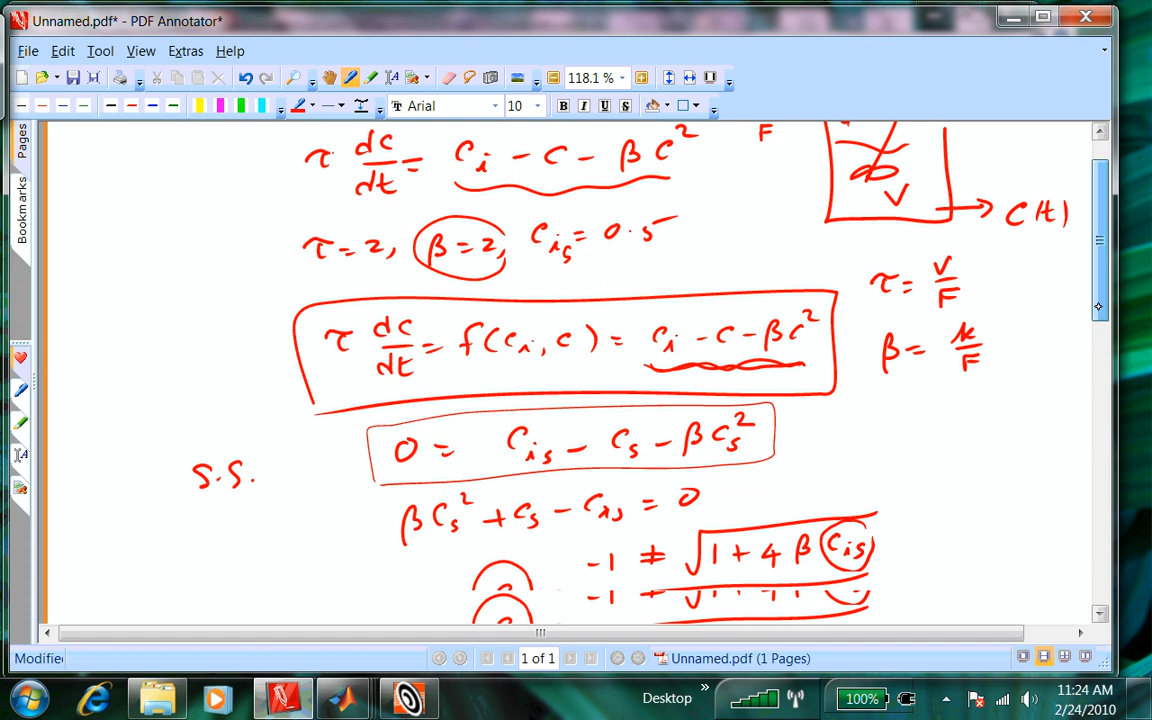 Unnamed.pdf* - PDF Annotator*
File Edit Tool View Extras Help
118.1 %
Arial 10 B I U S
Pages
Bookmarks
F
τ dc/dt = Ci - C - βC²
V
C(t)
τ = 2, β = 2, Cis = 0.5
τ = V/F
τ dc/dt = f(Ci, C) = Ci - C - βC²
β = k/F
0 = Cis - Cs - βCs²
S.S.
βCs² + Cs - Cis = 0
-1 ± √1 + 4 β Cis
Modified
1 of 1
Unnamed.pdf (1 Pages)
Desktop »
100%
11:24 AM
2/24/2010